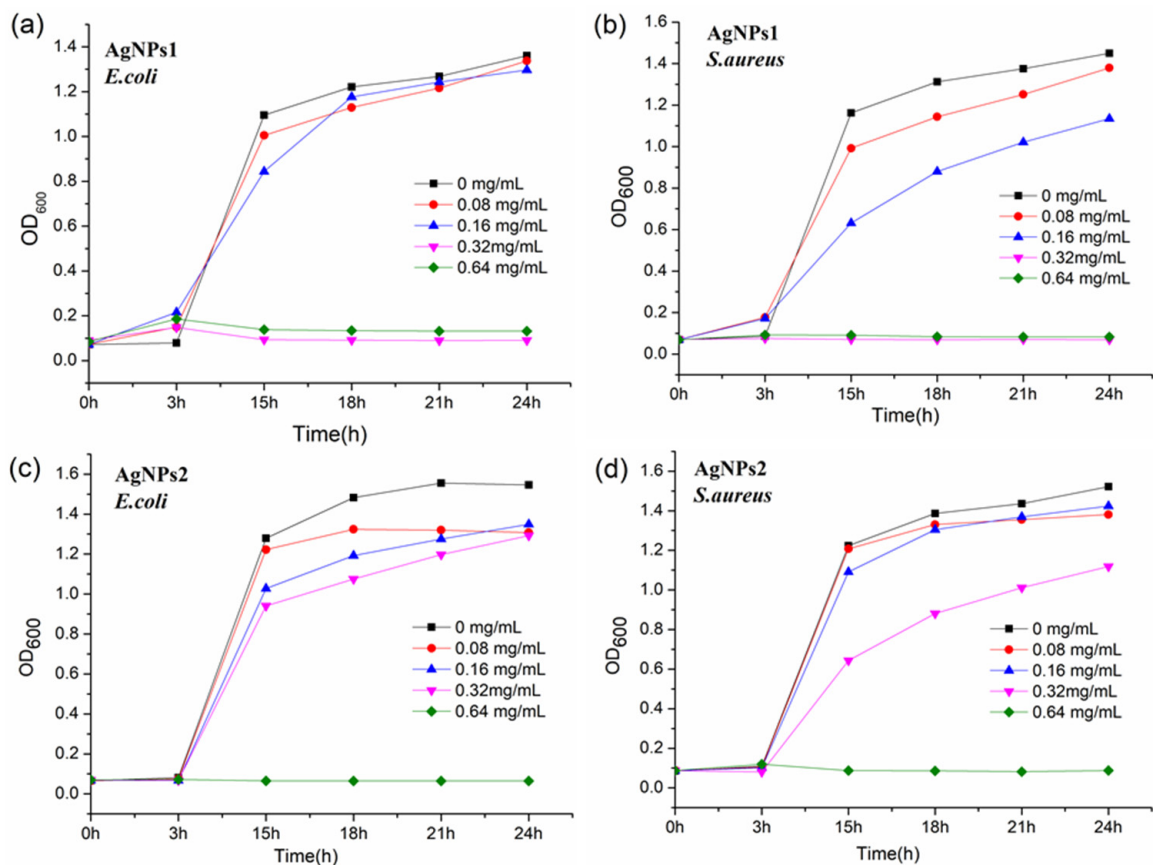 (a)
AgNPs1
E.coli
OD600
1.4
1.2
1.0
0.8
0.6
0.4
0.2
0.0
0 mg/mL
0.08 mg/mL
0.16 mg/mL
0.32mg/mL
0.64 mg/mL
0h 3h 15h 18h 21h 24h
Time(h)
(b)
AgNPs1
S.aureus
OD600
1.6
1.4
1.2
1.0
0.8
0.6
0.4
0.2
0.0
0 mg/mL
0.08 mg/mL
0.16 mg/mL
0.32mg/mL
0.64 mg/mL
0h 3h 15h 18h 21h 24h
Time(h)
(c)
AgNPs2
E.coli
OD600
1.6
1.4
1.2
1.0
0.8
0.6
0.4
0.2
0.0
0 mg/mL
0.08 mg/mL
0.16 mg/mL
0.32mg/mL
0.64 mg/mL
0h 3h 15h 18h 21h 24h
Time(h)
(d)
AgNPs2
S.aureus
OD600
1.6
1.4
1.2
1.0
0.8
0.6
0.4
0.2
0.0
0 mg/mL
0.08 mg/mL
0.16 mg/mL
0.32mg/mL
0.64 mg/mL
0h 3h 15h 18h 21h 24h
Time(h)